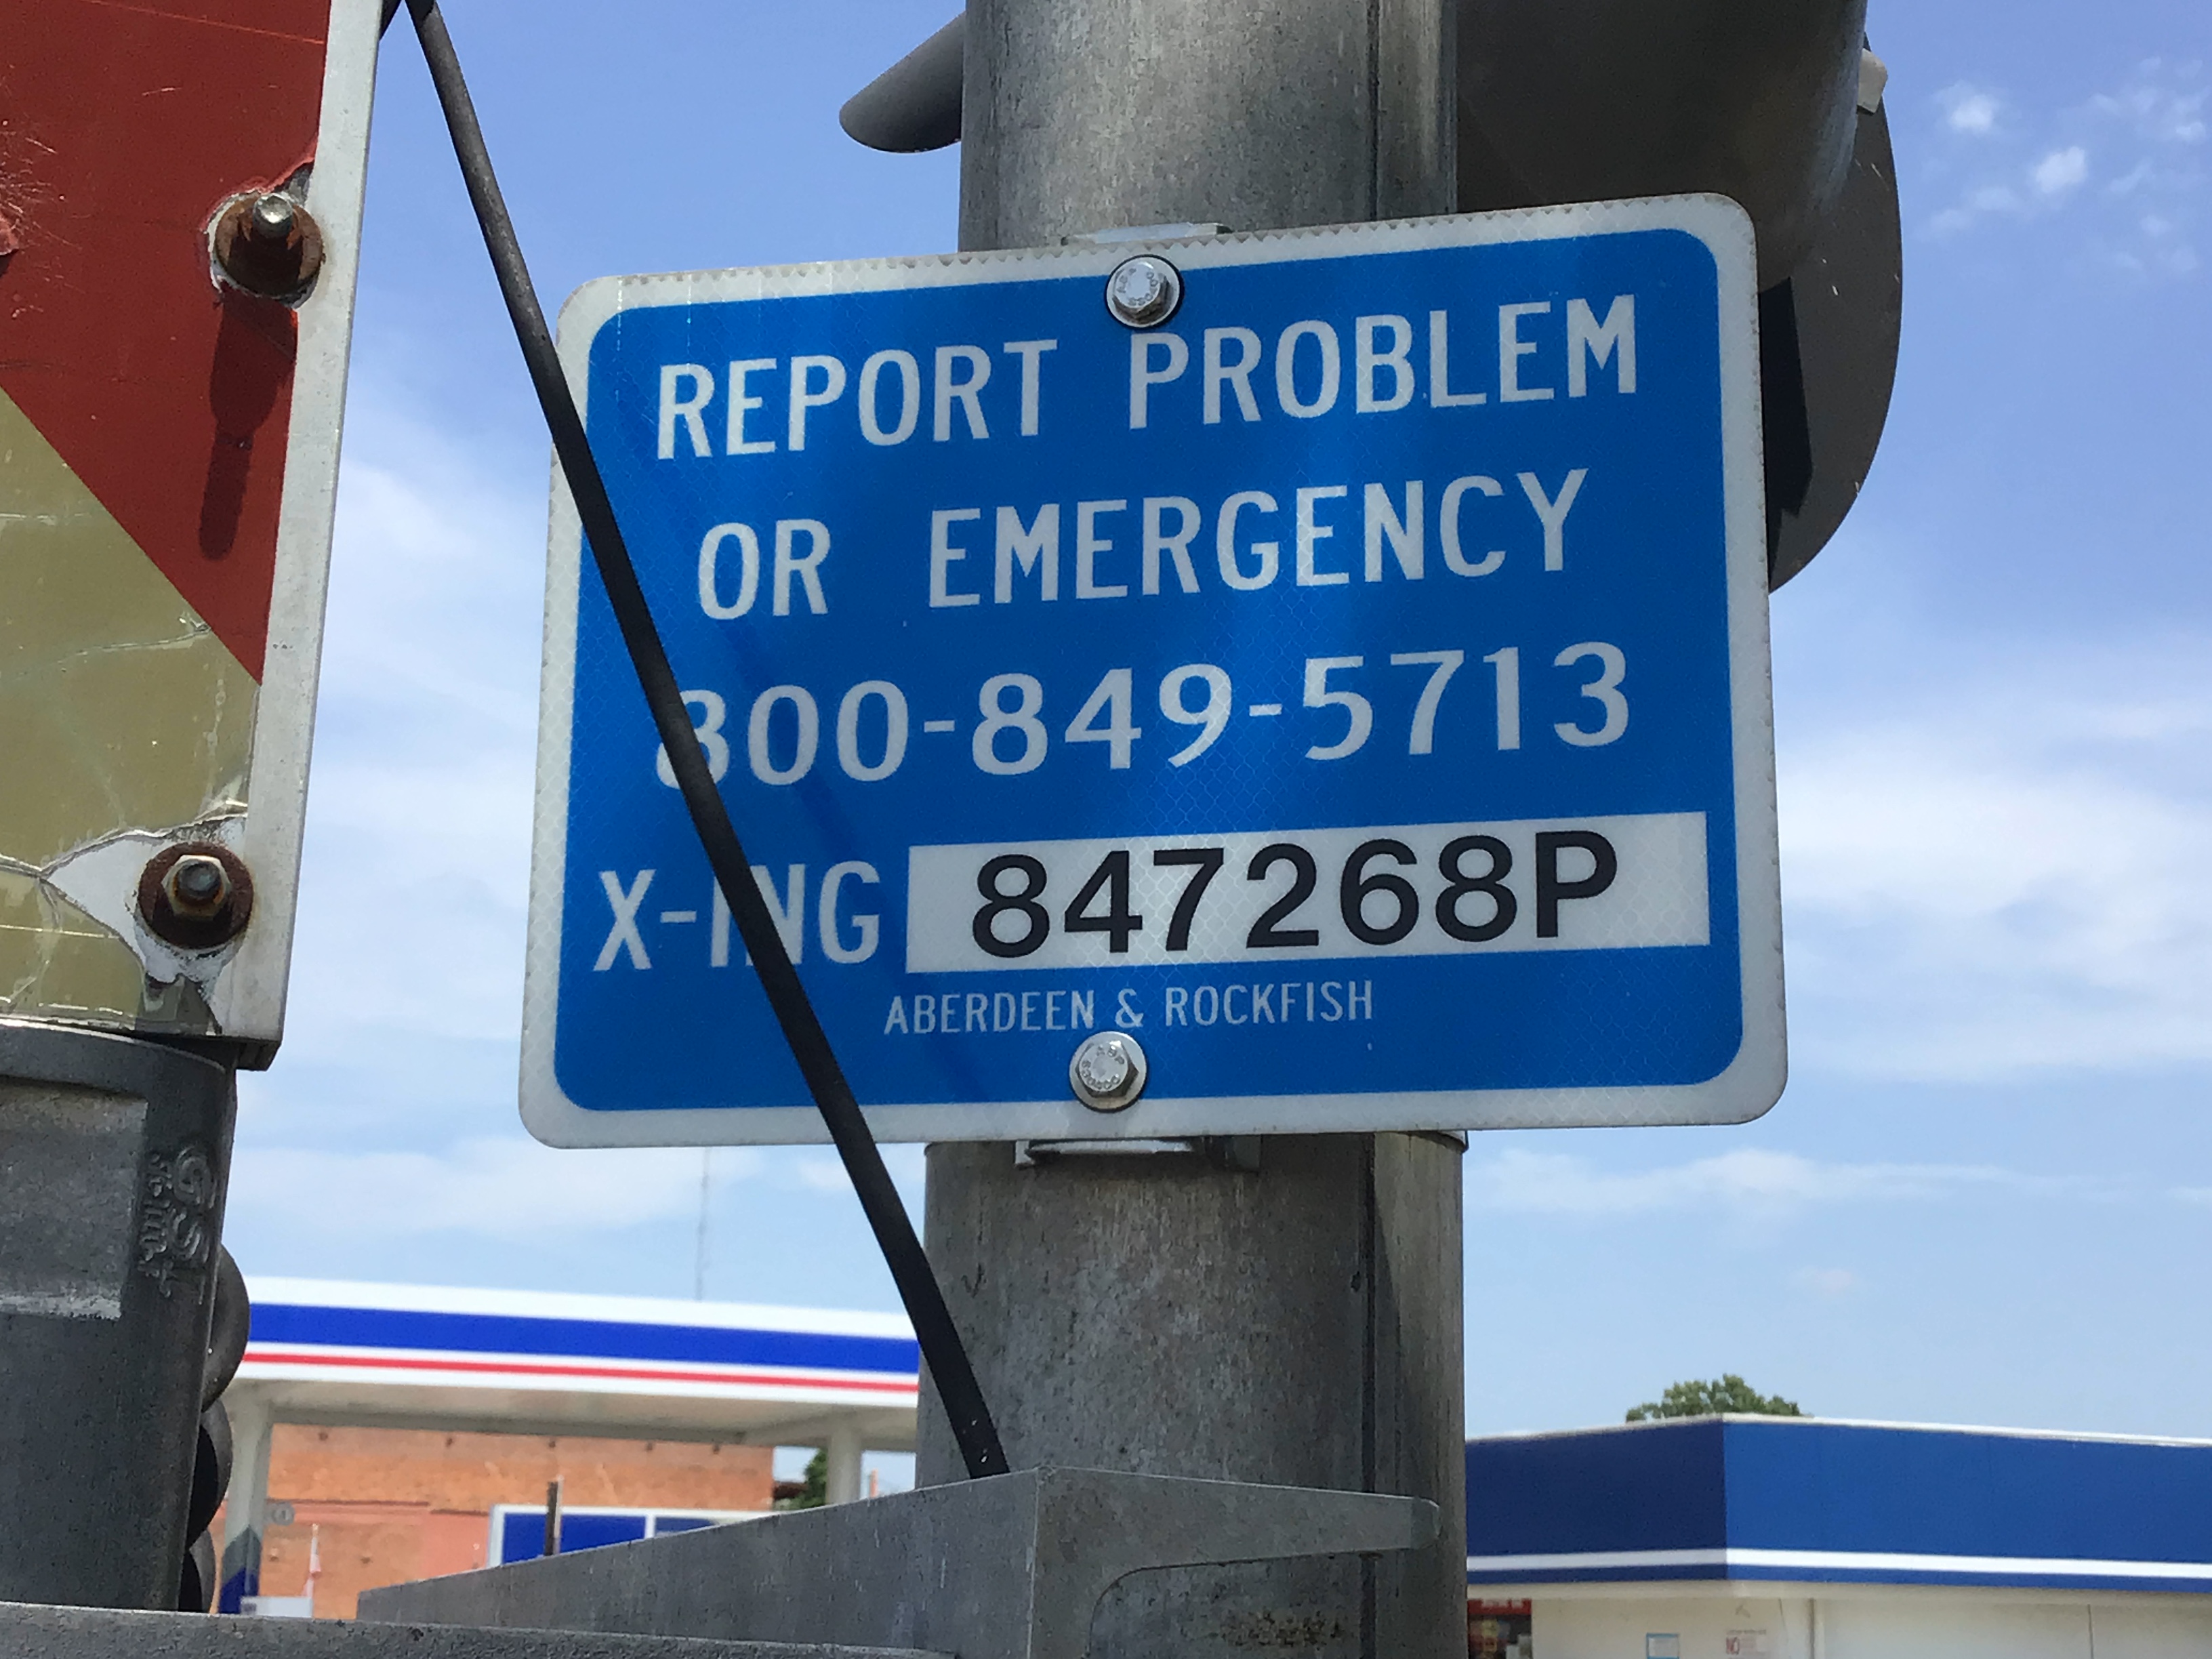 REPORT PROBLEM
OR EMERGENCY
800-849-5713
X-ING 847268P
ABERDEEN & ROCKFISH